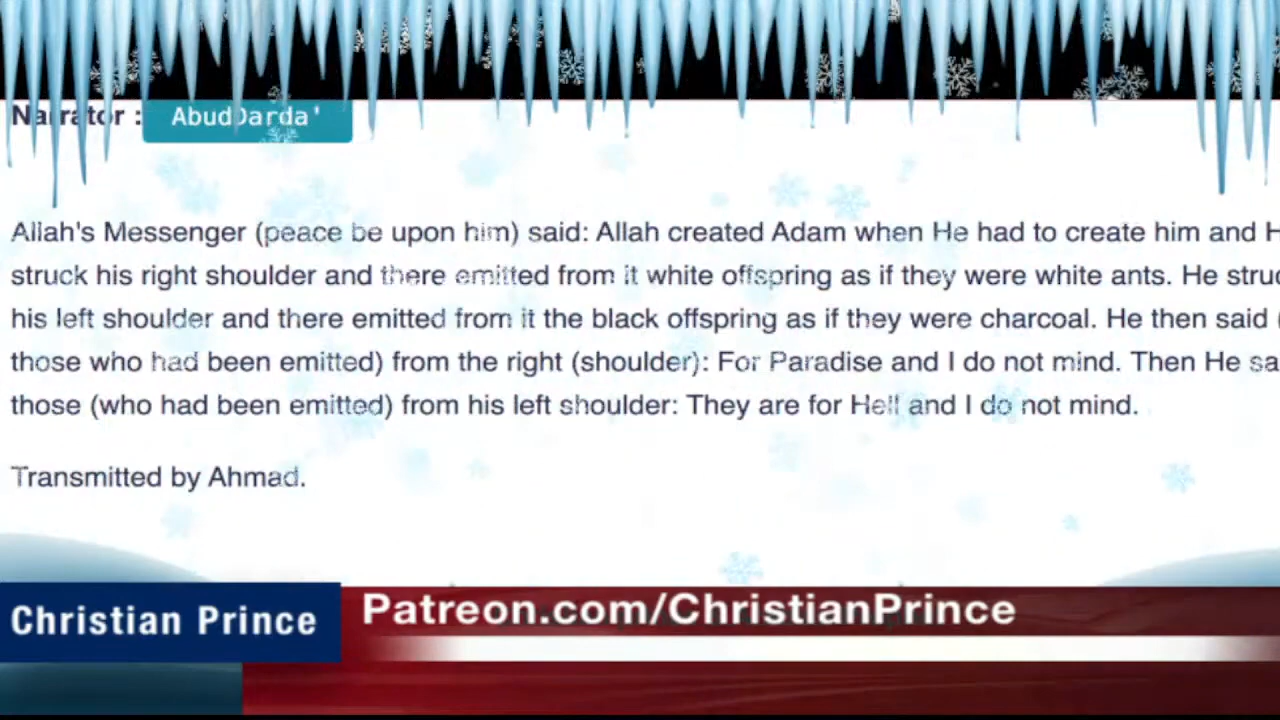 Narrator : AbudDarda'
Allah's Messenger (peace be upon him) said: Allah created Adam when He had to create him and H
struck his right shoulder and there emitted from it white offspring as if they were white ants. He struc
his left shoulder and there emitted from it the black offspring as if they were charcoal. He then said (
those who had been emitted) from the right (shoulder): For Paradise and I do not mind. Then He sa
those (who had been emitted) from his left shoulder: They are for Hell and I do not mind.
Transmitted by Ahmad.
Christian Prince
Patreon.com/ChristianPrince